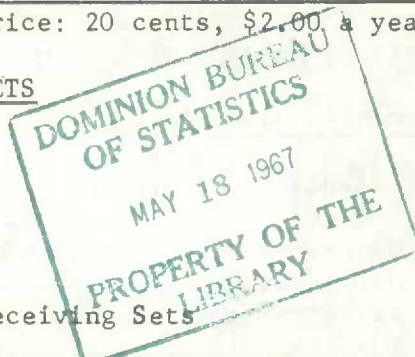 rice: 20 cents, $2.00 a yea
CTS
DOMINION BUREAU
OF STATISTICS
MAY 18 1967
PROPERTY OF THE
LIBRARY
eceiving Sets